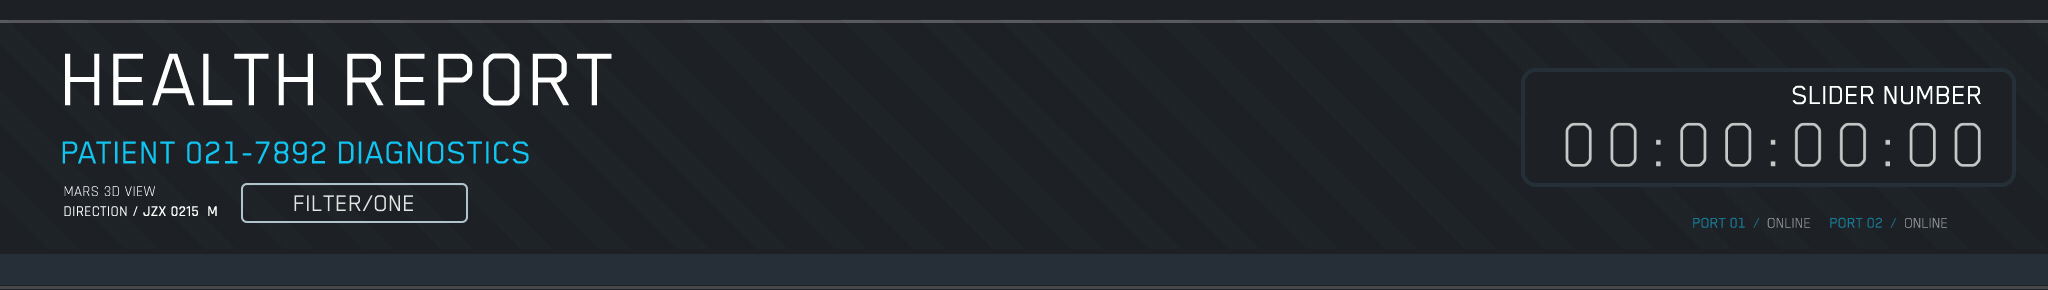 HEALTH REPORT
PATIENT 021-7892 DIAGNOSTICS
MARS 3D VIEW
DIRECTION / JZX 0215 M
FILTER/ONE
SLIDER NUMBER
00:00:00:00
PORT 01 / ONLINE PORT 02 / ONLINE